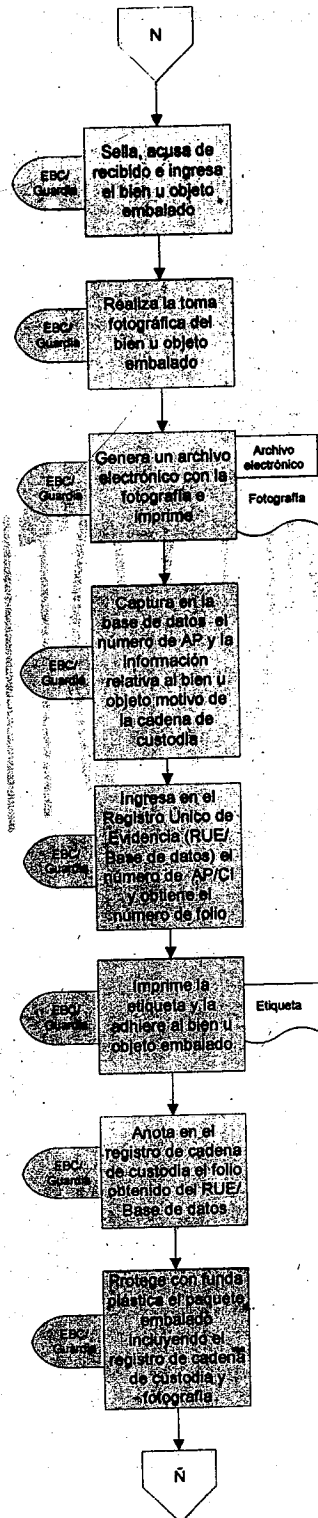 N
EBC/
Guardia
Sella, acusa de
recibido e ingresa
el bien u objeto
embalado
EBC/
Guardia
Realiza la toma
fotográfica del
bien u objeto
embalado
EBC/
Guardia
Genera un archivo
electrónico con la
fotografía e
imprime
Archivo
electrónico
Fotografía
EBC/
Guardia
Captura en la
base de datos el
número de AP y la
información
relativa al bien u
objeto motivo de
la cadena de
custodia
EBC/
Guardia
Ingresa en el
Registro Único de
Evidencia (RUE/
Base de datos) el
número de AP/CI
y obtiene el
número de folio
EBC/
Guardia
Imprime la
etiqueta y la
adhiere al bien u
objeto embalado
Etiqueta
EBC/
Guardia
Anota en el
registro de cadena
de custodia el folio
obtenido del RUE/
Base de datos
EBC/
Guardia
Protege con funda
plástica el paquete
embalado
incluyendo el
registro de cadena
de custodia y
fotografía
Ñ